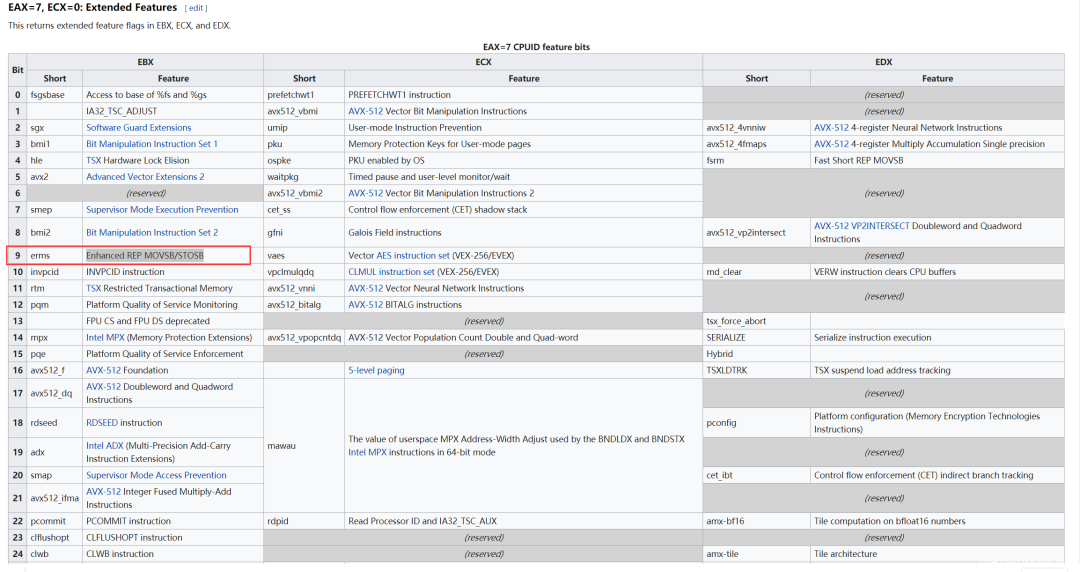 EAX=7, ECX=0: Extended Features [ edit ]
This returns extended feature flags in EBX, ECX, and EDX.
EAX=7 CPUID feature bits
Bit EBX ECX EDX
Short Feature Short Feature Short Feature
0 fsgsbase Access to base of %fs and %gs prefetchwt1 PREFETCHWT1 instruction (reserved)
1 IA32_TSC_ADJUST avx512_vbmi AVX-512 Vector Bit Manipulation Instructions (reserved)
2 sgx Software Guard Extensions umip User-mode Instruction Prevention avx512_4vnniw AVX-512 4-register Neural Network Instructions
3 bmi1 Bit Manipulation Instruction Set 1 pku Memory Protection Keys for User-mode pages avx512_4fmaps AVX-512 4-register Multiply Accumulation Single precision
4 hle TSX Hardware Lock Elision ospke PKU enabled by OS fsrm Fast Short REP MOVSB
5 avx2 Advanced Vector Extensions 2 waitpkg Timed pause and user-level monitor/wait
6 (reserved) avx512_vbmi2 AVX-512 Vector Bit Manipulation Instructions 2 (reserved)
7 smep Supervisor Mode Execution Prevention cet_ss Control flow enforcement (CET) shadow stack
8 bmi2 Bit Manipulation Instruction Set 2 gfni Galois Field instructions avx512_vp2intersect AVX-512 VP2INTERSECT Doubleword and Quadword
Instructions
9 erms Enhanced REP MOVSB/STOSB vaes Vector AES instruction set (VEX-256/EVEX) (reserved)
10 invpcid INVPCID instruction vpclmulqdq CLMUL instruction set (VEX-256/EVEX) md_clear VERW instruction clears CPU buffers
11 rtm TSX Restricted Transactional Memory avx512_vnni AVX-512 Vector Neural Network Instructions (reserved)
12 pqm Platform Quality of Service Monitoring avx512_bitalg AVX-512 BITALG instructions
13 FPU CS and FPU DS deprecated (reserved) tsx_force_abort
14 mpx Intel MPX (Memory Protection Extensions) avx512_vpopcntdq AVX-512 Vector Population Count Double and Quad-word SERIALIZE Serialize instruction execution
15 pqe Platform Quality of Service Enforcement (reserved) Hybrid
16 avx512_f AVX-512 Foundation 5-level paging TSXLDTRK TSX suspend load address tracking
17 avx512_dq AVX-512 Doubleword and Quadword
Instructions (reserved)
18 rdseed RDSEED instruction pconfig Platform configuration (Memory Encryption Technologies
Instructions)
19 adx Intel ADX (Multi-Precision Add-Carry
Instruction Extensions) mawau The value of userspace MPX Address-Width Adjust used by the BNDLDX and BNDSTX
Intel MPX instructions in 64-bit mode (reserved)
20 smap Supervisor Mode Access Prevention cet_ibt Control flow enforcement (CET) indirect branch tracking
21 avx512_ifma AVX-512 Integer Fused Multiply-Add
Instructions (reserved)
22 pcommit PCOMMIT instruction rdpid Read Processor ID and IA32_TSC_AUX amx-bf16 Tile computation on bfloat16 numbers
23 clflushopt CLFLUSHOPT instruction (reserved) (reserved)
24 clwb CLWB instruction (reserved) amx-tile Tile architecture